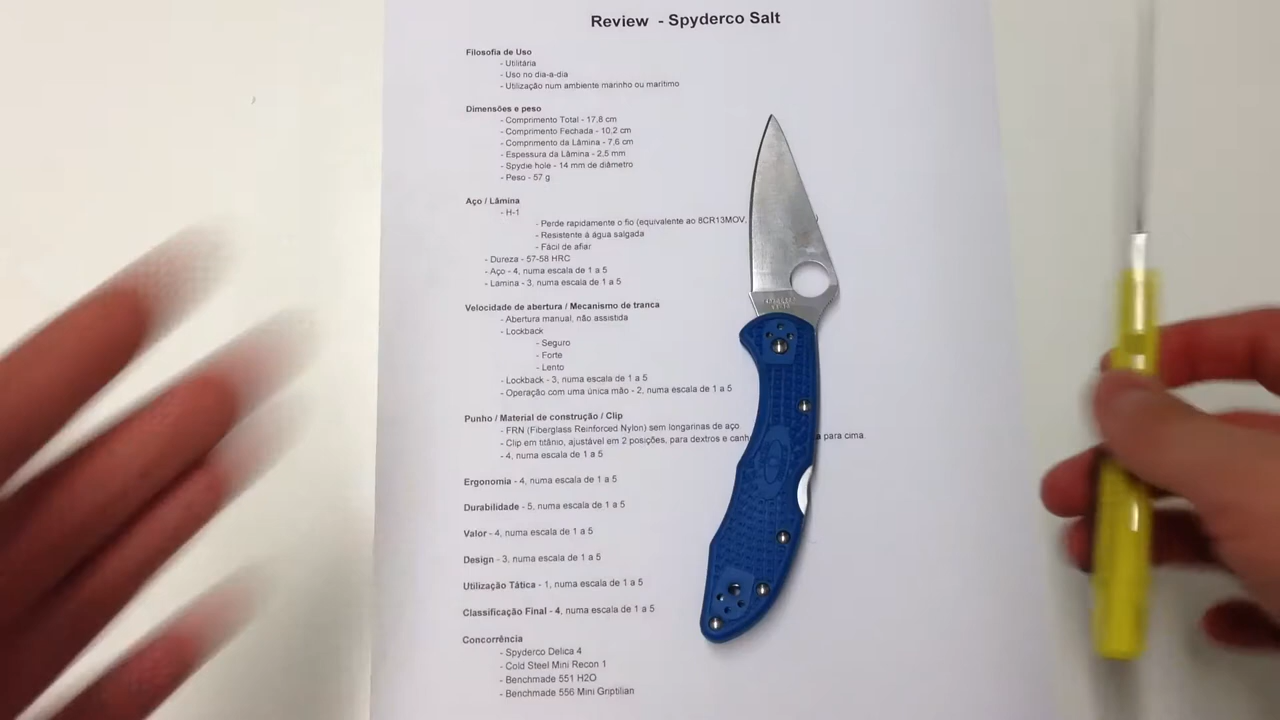 Review - Spyderco Salt
Filosofia de Uso
- Utilitária
- Uso no dia-a-dia
- Utilização num ambiente marinho ou marítimo
Dimensões e peso
- Comprimento Total - 17,8 cm
- Comprimento Fechada - 10,2 cm
- Comprimento da Lâmina - 7,6 cm
- Espessura da Lâmina - 2,5 mm
- Spydie hole - 14 mm de diâmetro
- Peso - 57 g
Aço / Lâmina
- H-1
- Perde rapidamente o fio (equivalente ao 8CR13MOV,
- Resistente à água salgada
- Fácil de afiar
- Dureza - 57-58 HRC
- Aço - 4, numa escala de 1 a 5
- Lamina - 3, numa escala de 1 a 5
Velocidade de abertura / Mecanismo de tranca
- Abertura manual, não assistida
- Lockback
- Seguro
- Forte
- Lento
- Lockback - 3, numa escala de 1 a 5
- Operação com uma única mão - 2, numa escala de 1 a 5
Punho / Material de construção / Clip
- FRN (Fiberglass Reinforced Nylon) sem longarinas de aço
- Clip em titânio, ajustável em 2 posições, para dextros e canh para cima.
- 4, numa escala de 1 a 5
Ergonomia - 4, numa escala de 1 a 5
Durabilidade - 5, numa escala de 1 a 5
Valor - 4, numa escala de 1 a 5
Design - 3, numa escala de 1 a 5
Utilização Tática - 1, numa escala de 1 a 5
Classificação Final - 4, numa escala de 1 a 5
Concorrência
- Spyderco Delica 4
- Cold Steel Mini Recon 1
- Benchmade 551 H2O
- Benchmade 556 Mini Griptilian